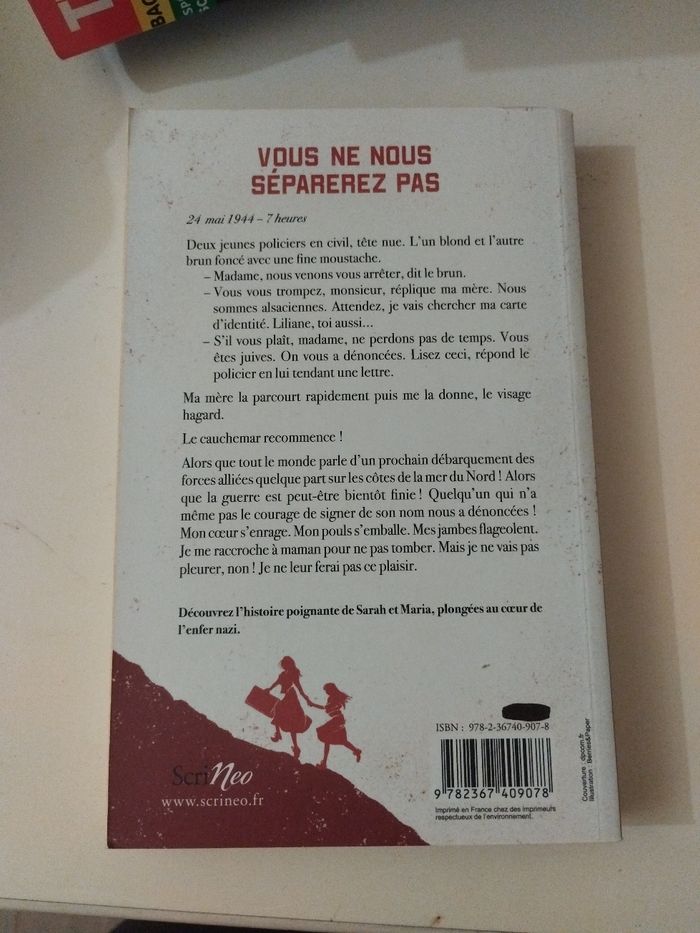 T
BAC
VOUS NE NOUS
SÉPAREREZ PAS
24 mai 1944 – 7 heures
Deux jeunes policiers en civil, tête nue. L’un blond et l’autre
brun foncé avec une fine moustache.
– Madame, nous venons vous arrêter, dit le brun.
– Vous vous trompez, monsieur, réplique ma mère. Nous
sommes alsaciennes. Attendez, je vais chercher ma carte
d’identité. Liliane, toi aussi…
– S’il vous plaît, madame, ne perdons pas de temps. Vous
êtes juives. On vous a dénoncées. Lisez ceci, répond le
policier en lui tendant une lettre.
Ma mère la parcourt rapidement puis me la donne, le visage
hagard.
Le cauchemar recommence !
Alors que tout le monde parle d’un prochain débarquement des
forces alliées quelque part sur les côtes de la mer du Nord ! Alors
que la guerre est peut-être bientôt finie ! Quelqu’un qui n’a
même pas le courage de signer de son nom nous a dénoncées !
Mon cœur s’enrage. Mon pouls s’emballe. Mes jambes flageolent.
Je me raccroche à maman pour ne pas tomber. Mais je ne vais pas
pleurer, non ! Je ne leur ferai pas ce plaisir.
Découvrez l’histoire poignante de Sarah et Maria, plongées au cœur de
l’enfer nazi.
ScriNeo
www.scrineo.fr
ISBN : 978-2-36740-907-8
9 782367 409078
Imprimé en France chez des imprimeurs
respectueux de l’environnement.
Couverture : dpcom.fr
Illustration : Berries&Paper